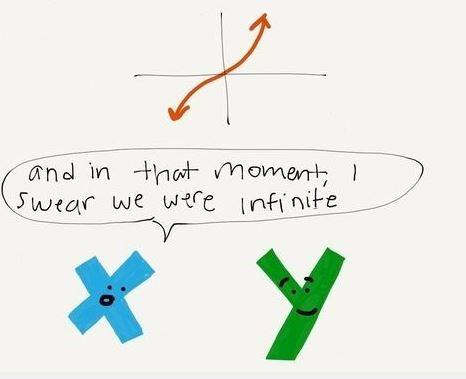 and in that moment, I
swear we were infinite
x y